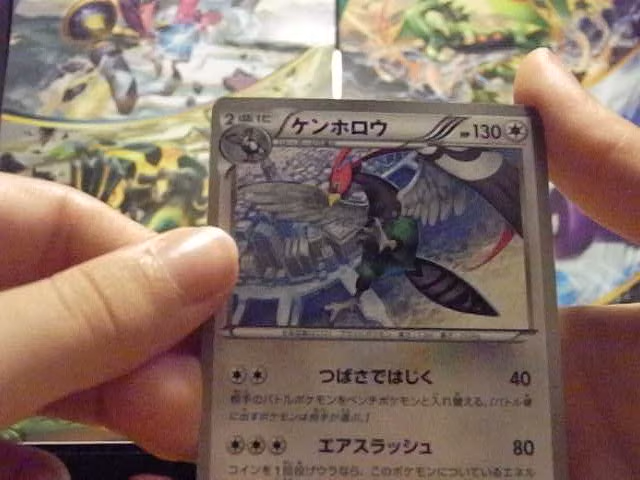 2 進化 ケンホロウ HP 130
つばさではじく 40
相手のバトルポケモンをベンチポケモンと入れ替える。[バトル場
に出すポケモンは相手が選ぶ。]
エアスラッシュ 80
コインを1回投げウラなら、このポケモンについているエネル